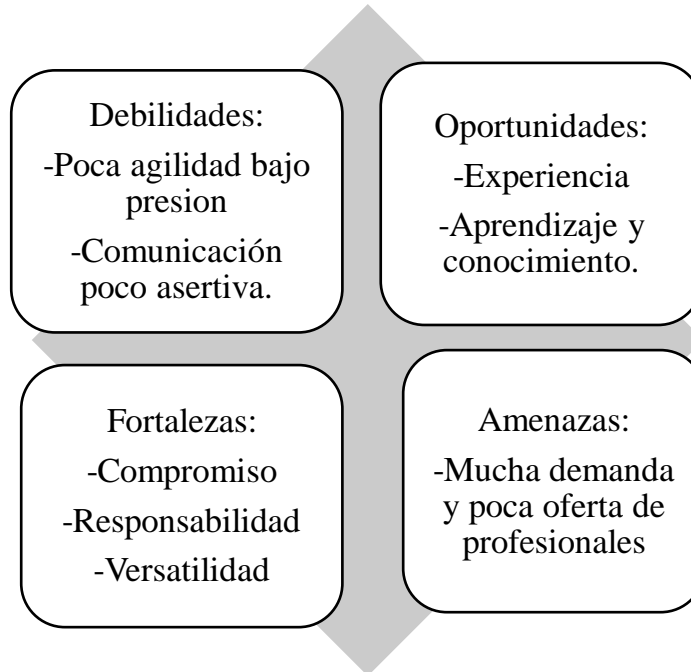 Debilidades:
-Poca agilidad bajo
presion
-Comunicación
poco asertiva.
Oportunidades:
-Experiencia
-Aprendizaje y
conocimiento.
Fortalezas:
-Compromiso
-Responsabilidad
-Versatilidad
Amenazas:
-Mucha demanda
y poca oferta de
profesionales